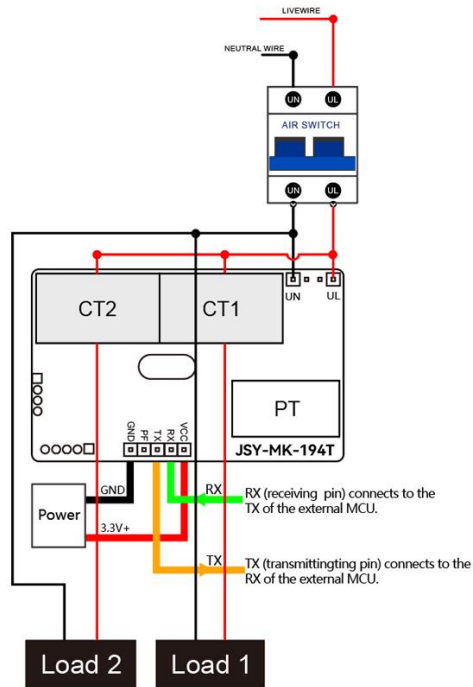 LIVEWIRE
NEUTRAL WIRE
UN UL
AIR SWITCH
UN UL
CT2 CT1
UN UL
PT
GND PF TX RX VCC
JSY-MK-194T
Power
GND
3.3V+
RX
RX (receiving pin) connects to the
TX of the external MCU.
TX
TX (transmittingting pin) connects to the
RX of the external MCU.
Load 2 Load 1